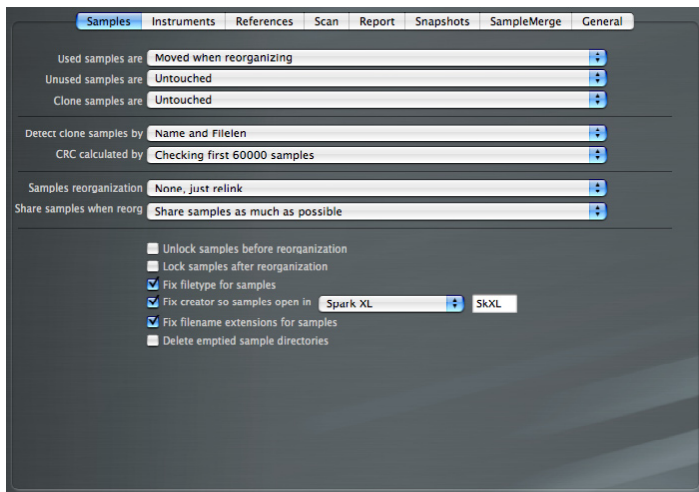 Samples Instruments References Scan Report Snapshots SampleMerge General
Used samples are Moved when reorganizing
Unused samples are Untouched
Clone samples are Untouched
Detect clone samples by Name and Filelen
CRC calculated by Checking first 60000 samples
Samples reorganization None, just relink
Share samples when reorg Share samples as much as possible
Unlock samples before reorganization
Lock samples after reorganization
Fix filetype for samples
Fix creator so samples open in Spark XL SkXL
Fix filename extensions for samples
Delete emptied sample directories